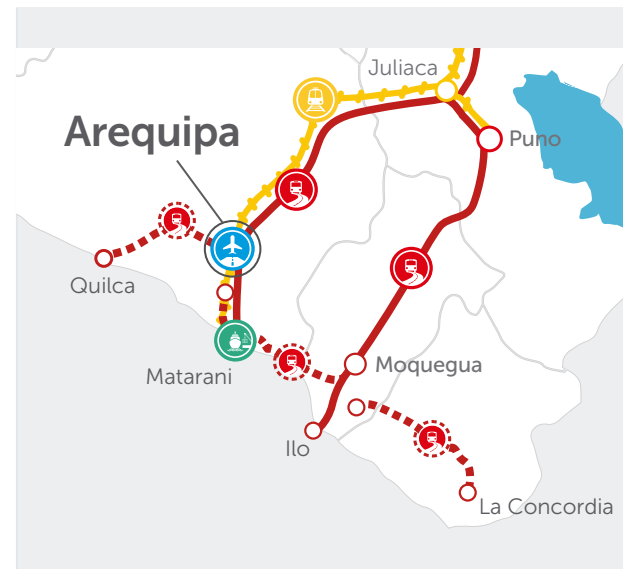 Juliaca
Arequipa
Puno
Quilca
Matarani
Moquegua
Ilo
La Concordia